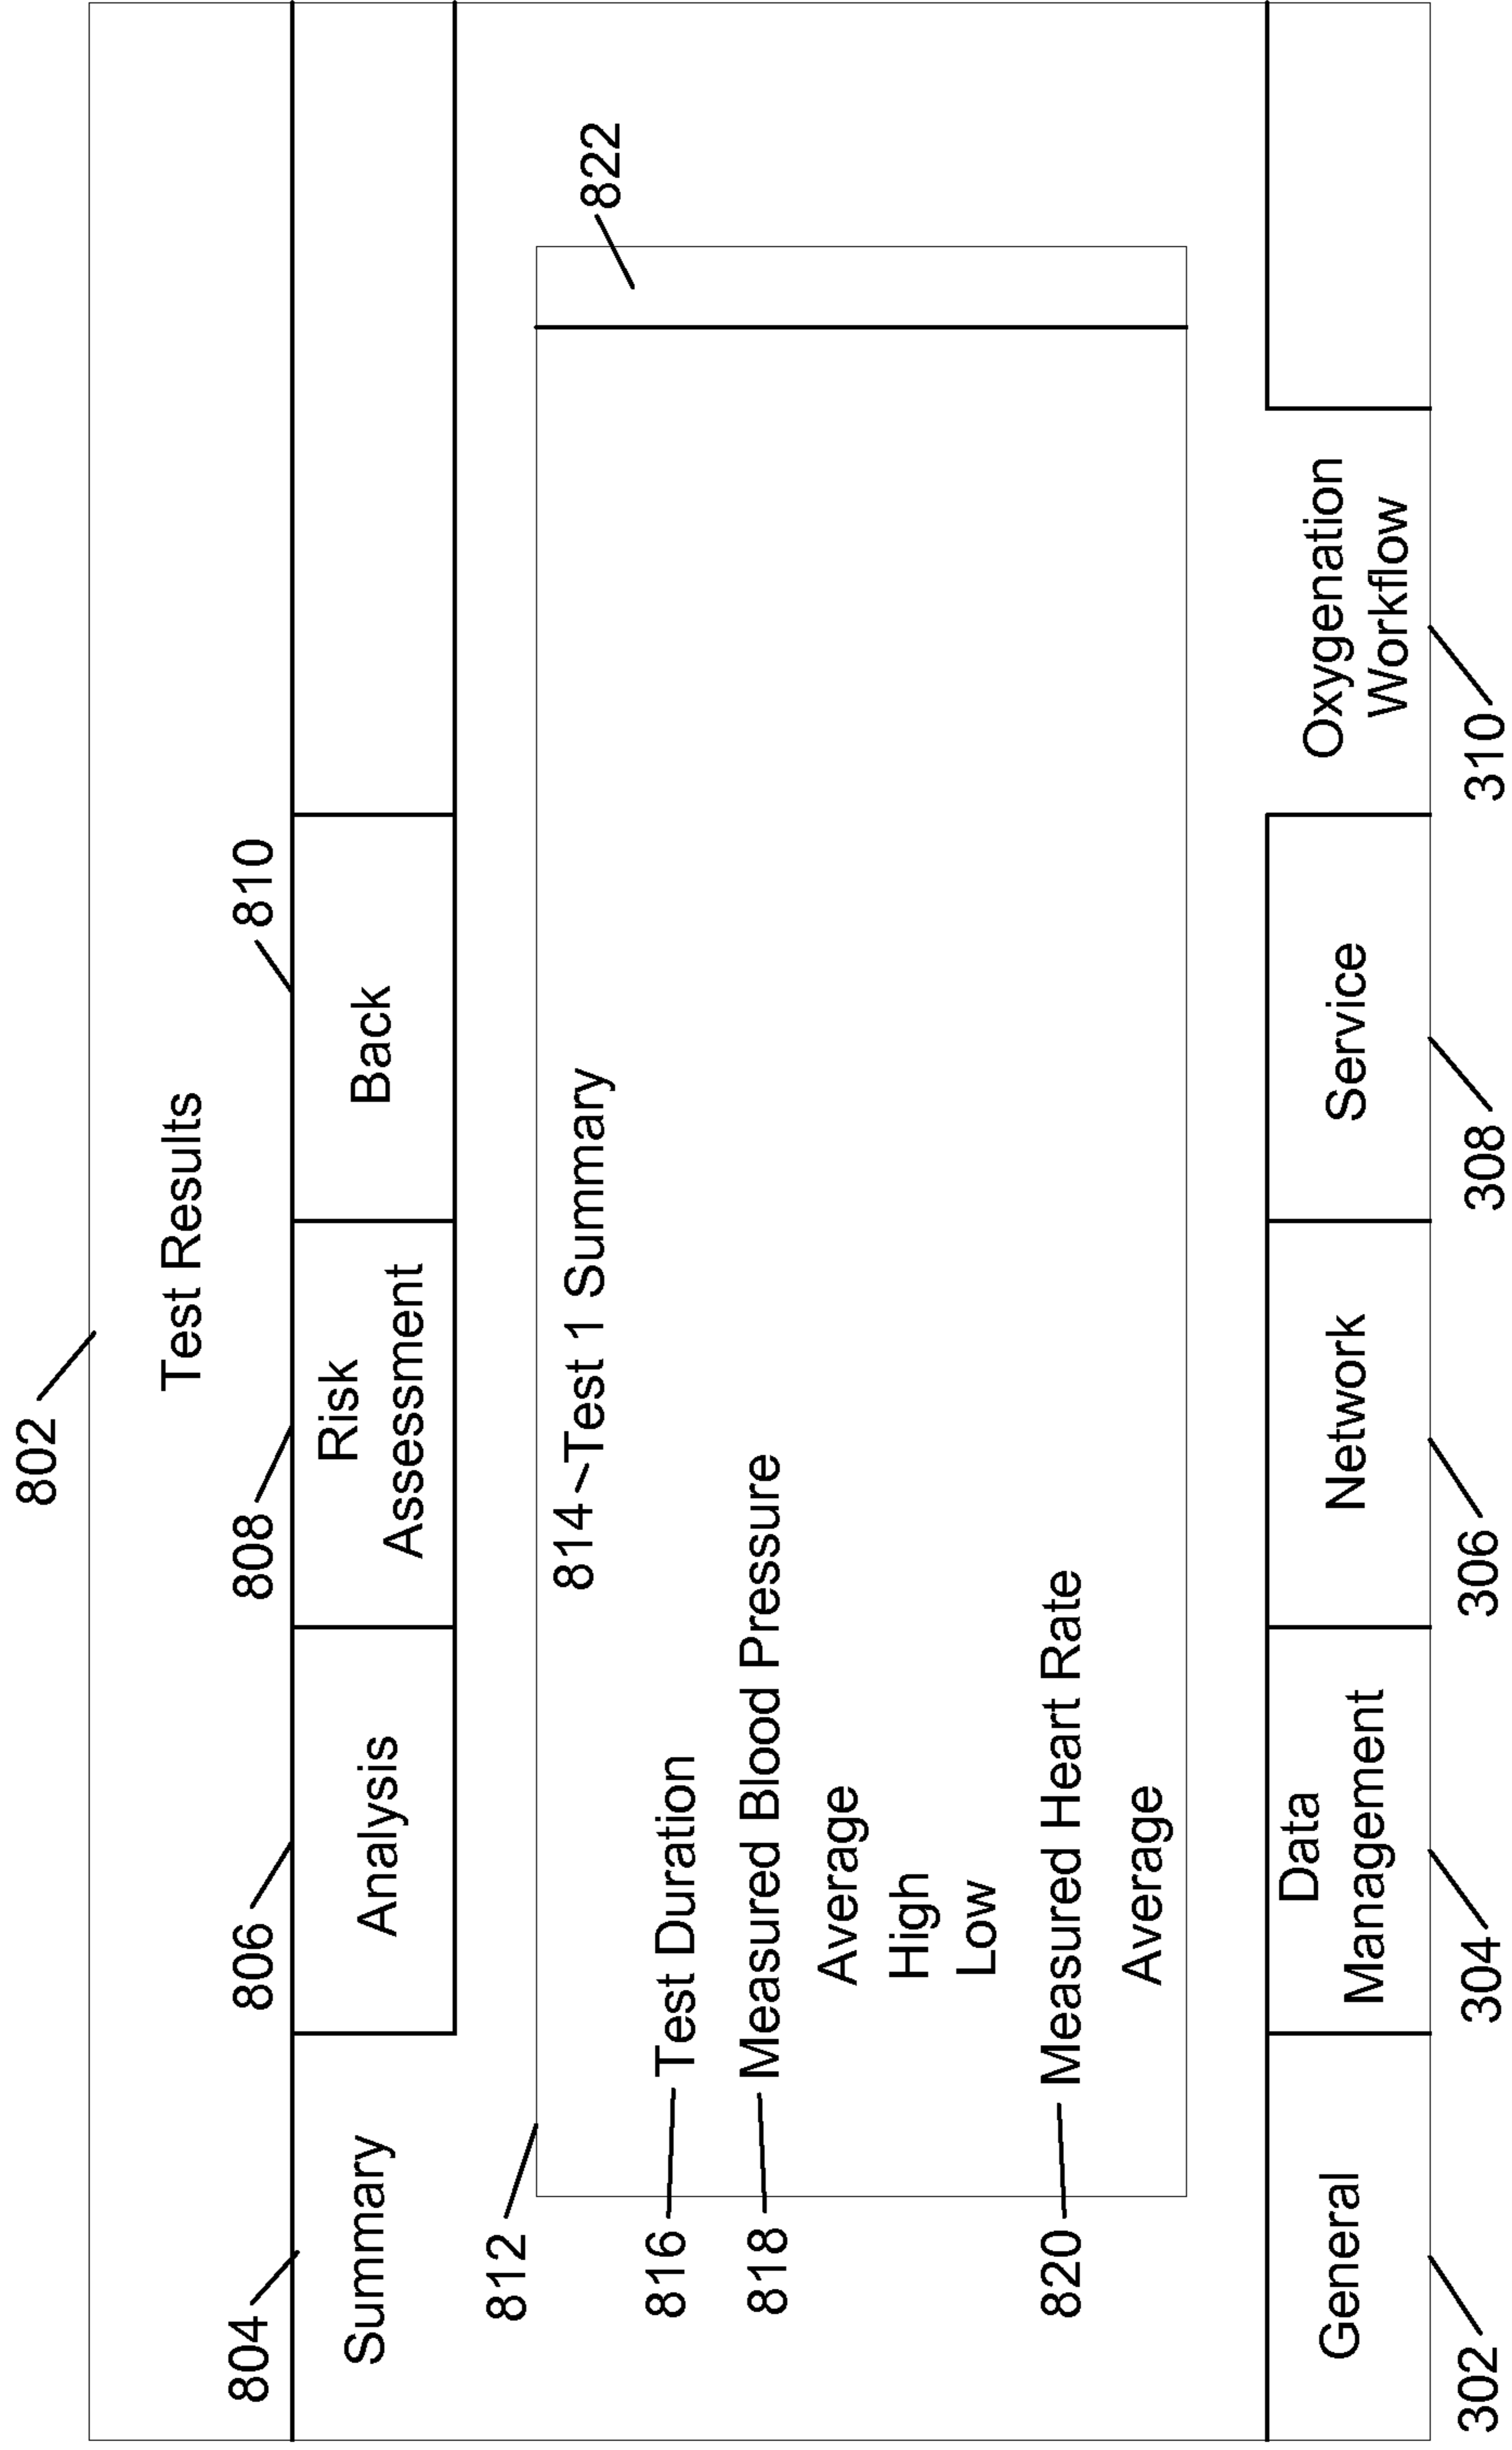 802
Test Results
804
806
808
810
Summary
Analysis
Risk
Assessment
Back
812
822
814
Test 1 Summary
816
Test Duration
818
Measured Blood Pressure
Average
High
Low
820
Measured Heart Rate
Average
General
Data
Management
Network
Service
Oxygenation
Workflow
302
304
306
308
310